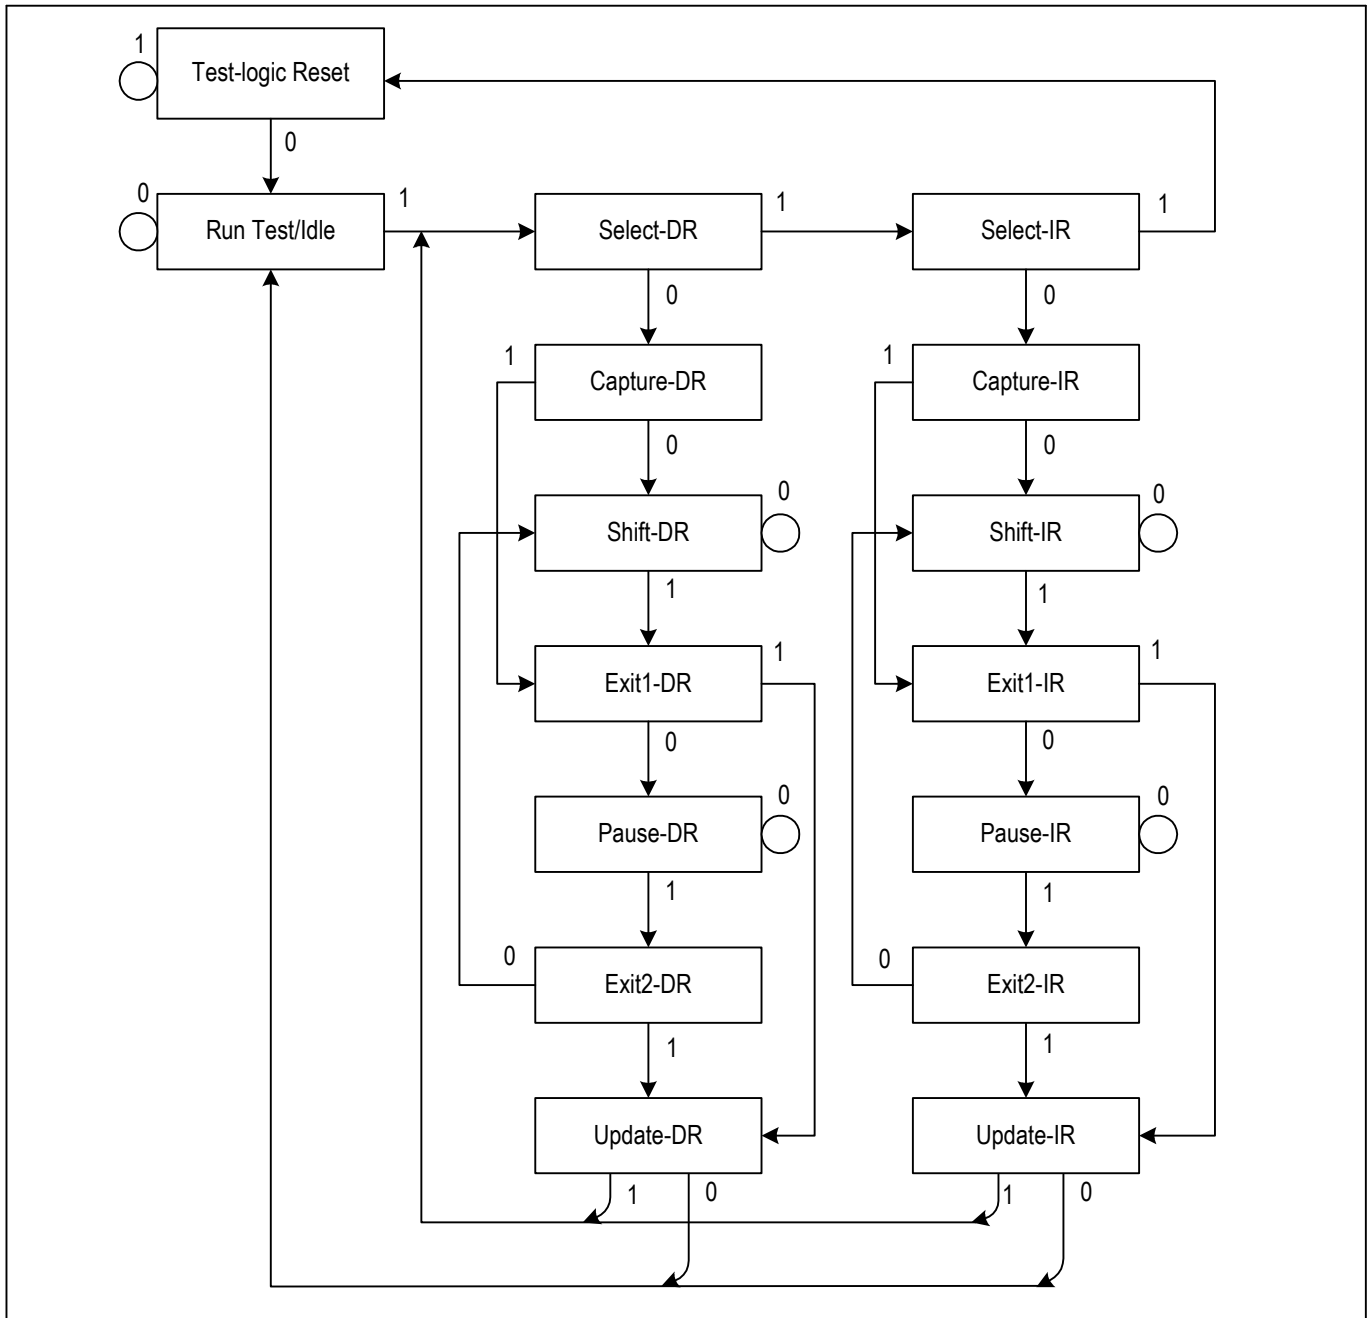 1
Test-logic Reset
0
0
Run Test/Idle
1
Select-DR
1
Select-IR
1
0
0
1
Capture-DR
1
Capture-IR
0
0
Shift-DR
0
Shift-IR
0
1
1
Exit1-DR
1
Exit1-IR
1
0
0
Pause-DR
0
Pause-IR
0
1
1
0
Exit2-DR
0
Exit2-IR
1
1
Update-DR
Update-IR
1
0
1
0